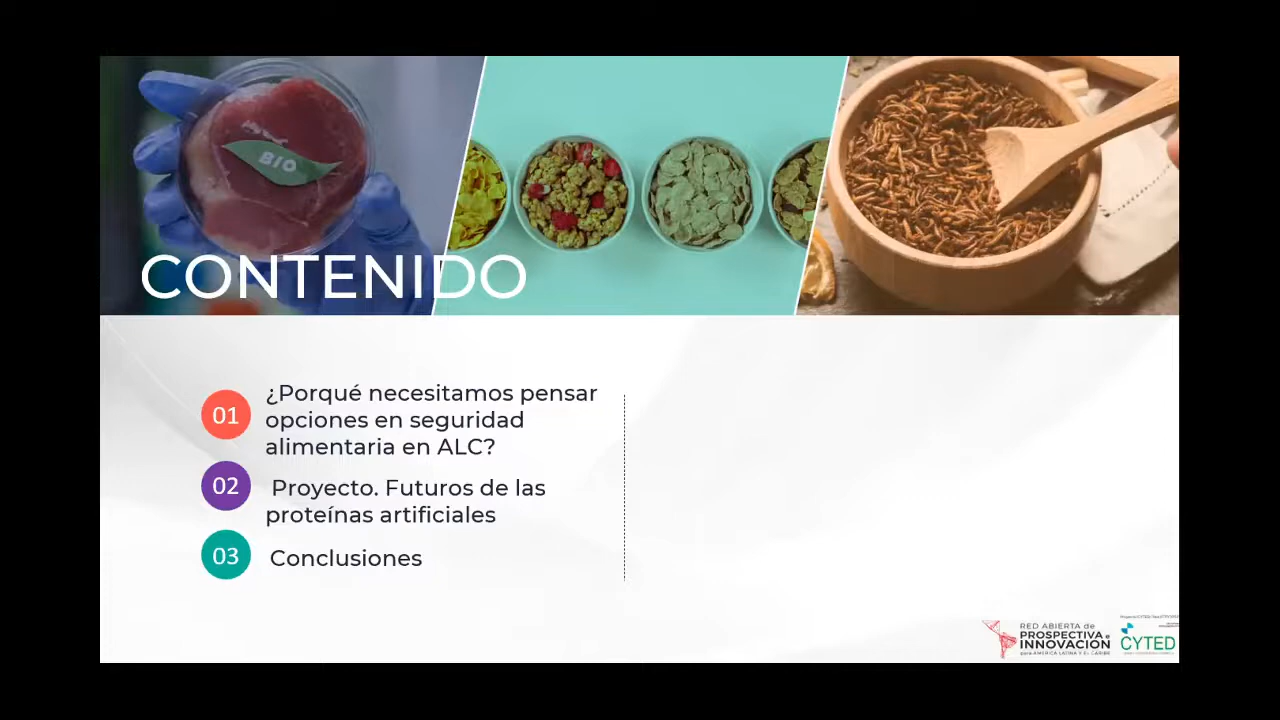 BIO
CONTENIDO
01
¿Porqué necesitamos pensar
opciones en seguridad
alimentaria en ALC?
02
Proyecto. Futuros de las
proteínas artificiales
03
Conclusiones
RED ABIERTA de
PROSPECTIVA e
INNOVACIÓN
para AMÉRICA LATINA Y EL CARIBE
CYTED